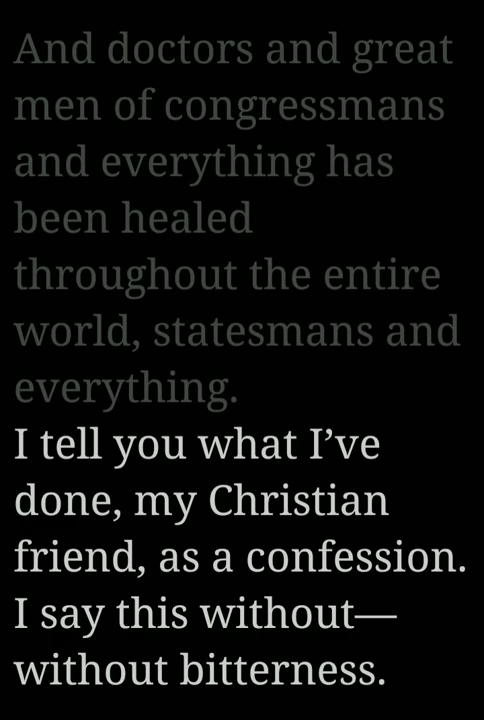 And doctors and great
men of congressmans
and everything has
been healed
throughout the entire
world, statesmans and
everything.
I tell you what I’ve
done, my Christian
friend, as a confession.
I say this without—
without bitterness.